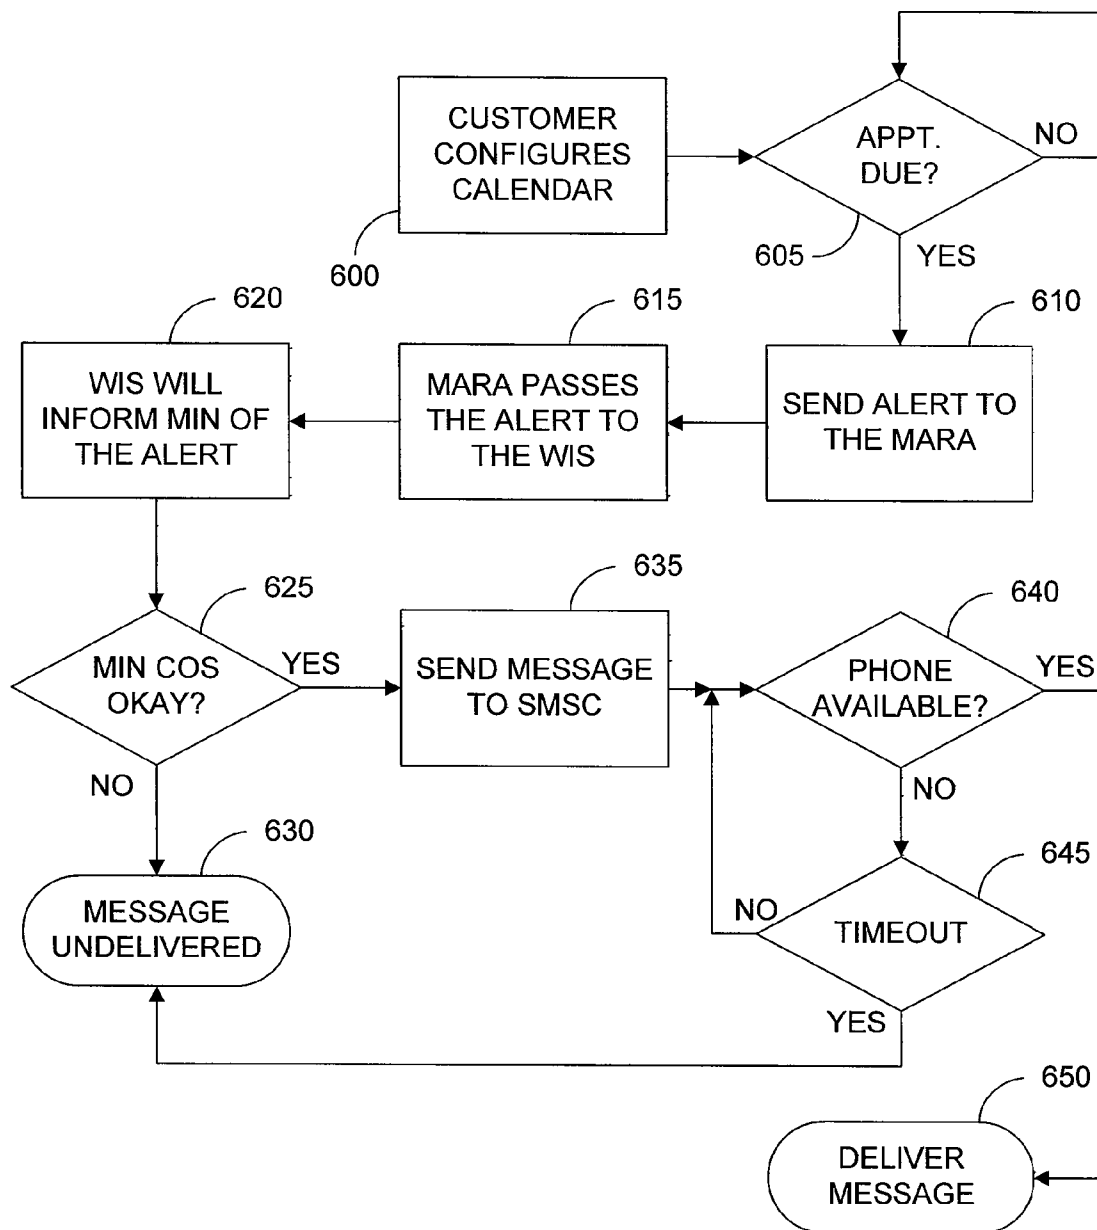 CUSTOMER
CONFIGURES
CALENDAR
600
APPT.
DUE?
NO
605
YES
620
615
610
WIS WILL
INFORM MIN OF
THE ALERT
MARA PASSES
THE ALERT TO
THE WIS
SEND ALERT TO
THE MARA
625
635
640
MIN COS
OKAY?
YES
SEND MESSAGE
TO SMSC
PHONE
AVAILABLE?
YES
NO
NO
630
645
MESSAGE
UNDELIVERED
NO
TIMEOUT
YES
650
DELIVER
MESSAGE